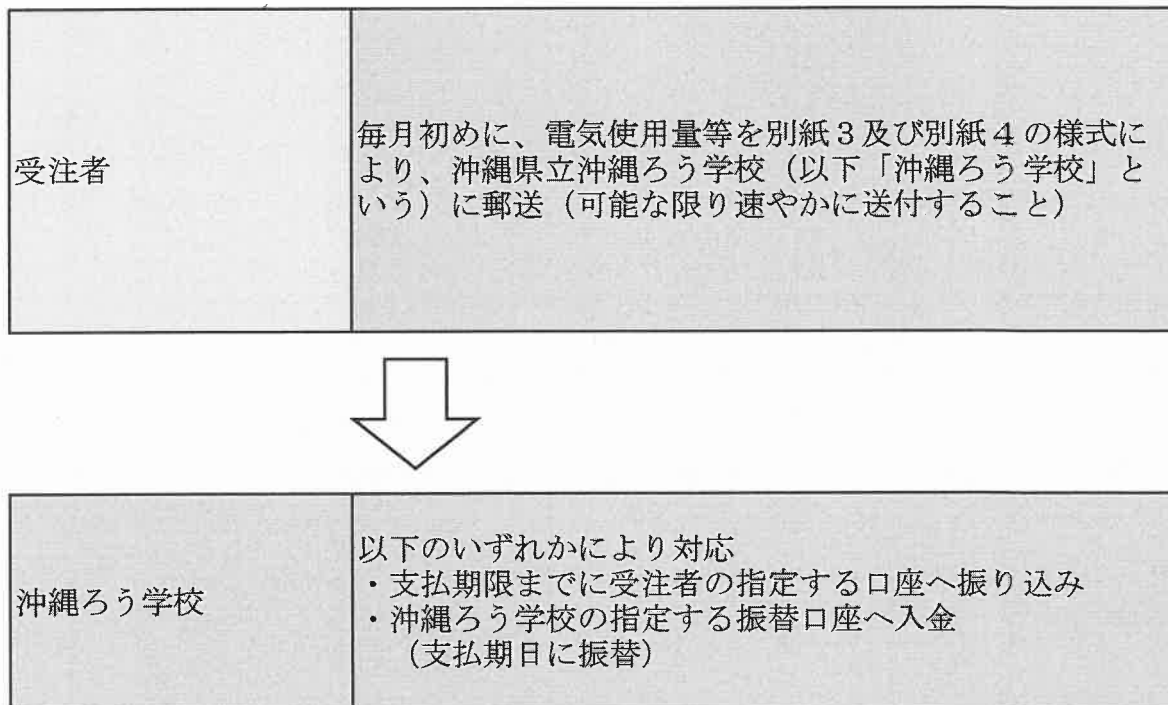 受注者
毎月初めに、電気使用量等を別紙3及び別紙4の様式に
より、沖縄県立沖縄ろう学校（以下「沖縄ろう学校」と
いう）に郵送（可能な限り速やかに送付すること）
沖縄ろう学校
以下のいずれかにより対応
・支払期限までに受注者の指定する口座へ振り込み
・沖縄ろう学校の指定する振替口座へ入金
（支払期日に振替）